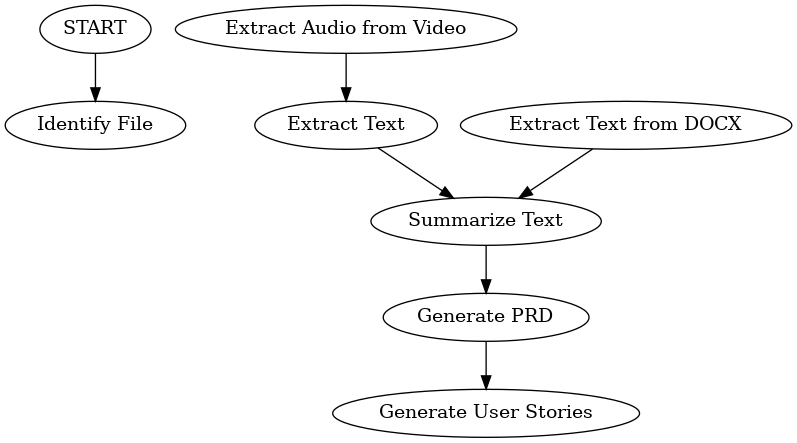 START
Extract Audio from Video
Identify File
Extract Text
Extract Text from DOCX
Summarize Text
Generate PRD
Generate User Stories